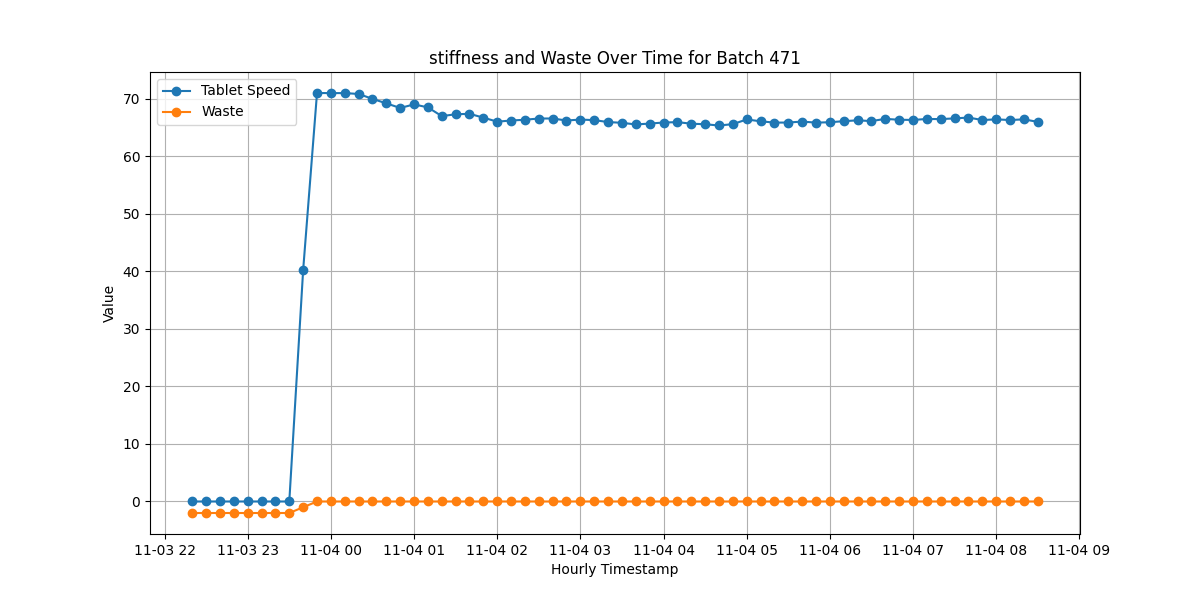 stiffness and Waste Over Time for Batch 471
Tablet Speed
Waste
70
60
50
40
30
20
10
0
Value
11-03 22 11-03 23 11-04 00 11-04 01 11-04 02 11-04 03 11-04 04 11-04 05 11-04 06 11-04 07 11-04 08 11-04 09
Hourly Timestamp